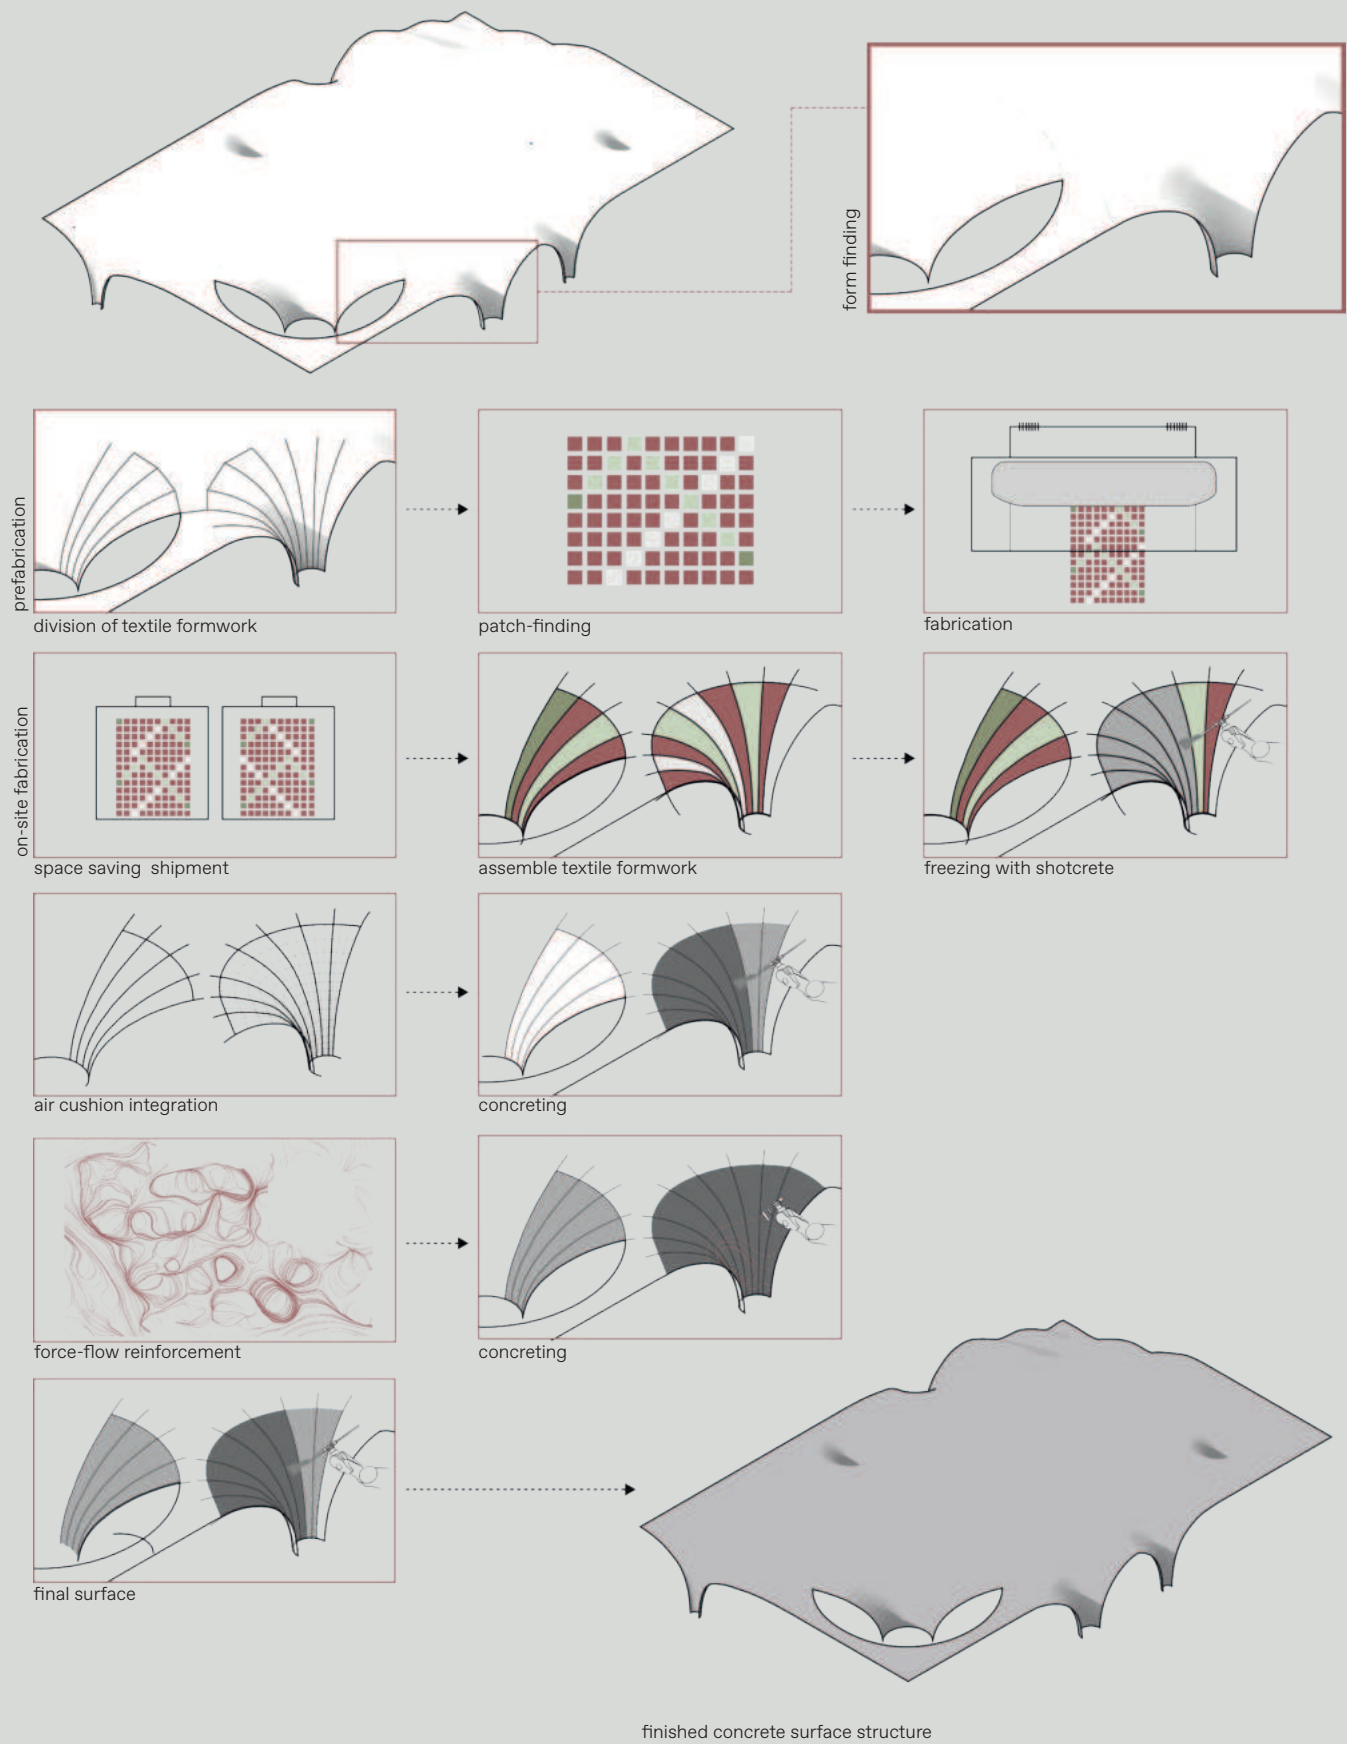 form finding
prefabrication
division of textile formwork
patch-finding
fabrication
on-site fabrication
space saving  shipment
assemble textile formwork
freezing with shotcrete
air cushion integration
concreting
force-flow reinforcement
concreting
final surface
finished concrete surface structure